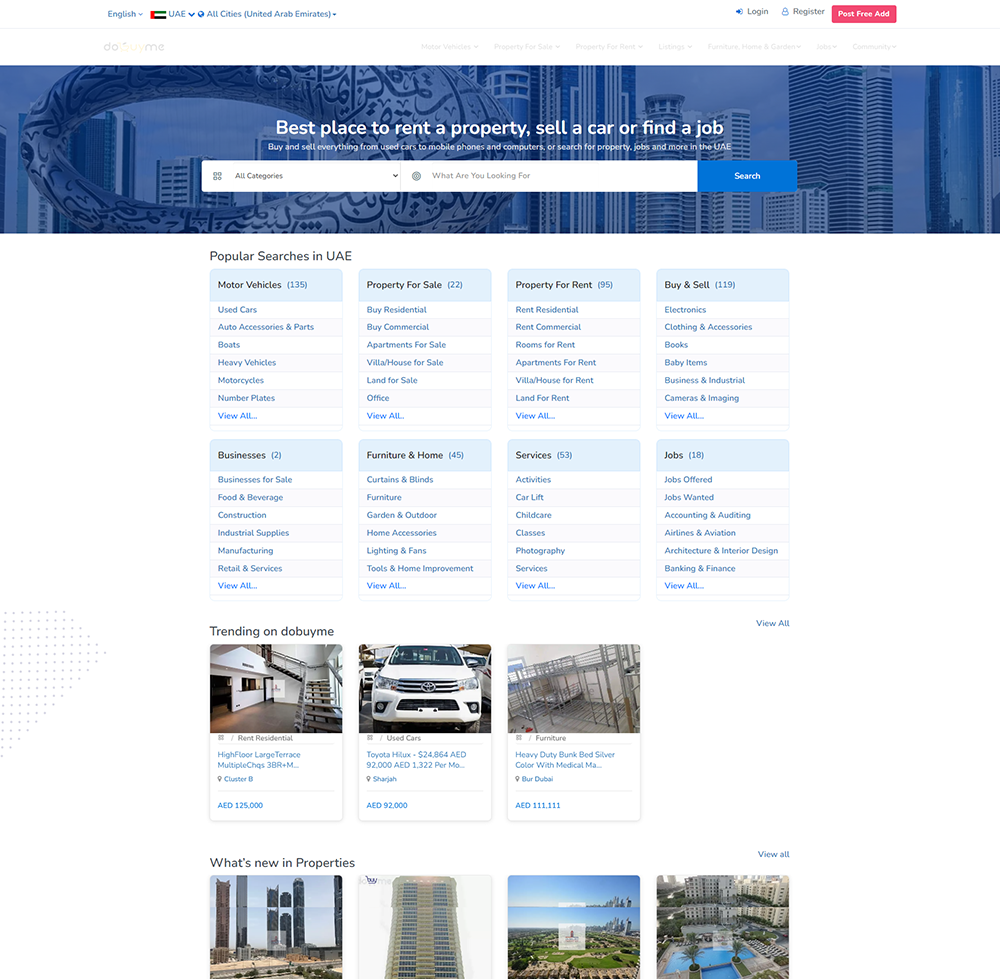 English
UAE
All Cities (United Arab Emirates)
Login
Register
Post Free Add
dobuyme
Motor Vehicles
Property For Sale
Property For Rent
Listings
Furniture, Home & Garden
Jobs
Community
Best place to rent a property, sell a car or find a job
Buy and sell everything from used cars to mobile phones and computers, or search for property, jobs and more in the UAE
All Categories
What Are You Looking For
Search
Popular Searches in UAE
Motor Vehicles (135)
Used Cars
Auto Accessories & Parts
Boats
Heavy Vehicles
Motorcycles
Number Plates
View All...
Property For Sale (22)
Buy Residential
Buy Commercial
Apartments For Sale
Villa/House for Sale
Land for Sale
Office
View All..
Property For Rent (95)
Rent Residential
Rent Commercial
Rooms for Rent
Apartments For Rent
Villa/House for Rent
Land For Rent
View All...
Buy & Sell (119)
Electronics
Clothing & Accessories
Books
Baby Items
Business & Industrial
Cameras & Imaging
View All...
Businesses (2)
Businesses for Sale
Food & Beverage
Construction
Industrial Supplies
Manufacturing
Retail & Services
View All...
Furniture & Home (45)
Curtains & Blinds
Furniture
Garden & Outdoor
Home Accessories
Lighting & Fans
Tools & Home Improvement
View All...
Services (53)
Activities
Car Lift
Childcare
Classes
Photography
Services
View All...
Jobs (18)
Jobs Offered
Jobs Wanted
Accounting & Auditing
Airlines & Aviation
Architecture & Interior Design
Banking & Finance
View All...
Trending on dobuyme
View All
/ Rent Residential
HighFloor LargeTerrace
MultipleChqs 3BR+M...
Cluster B
AED 125,000
/ Used Cars
Toyota Hilux - $24,864 AED
92,000 AED 1,322 Per Mo...
Sharjah
AED 92,000
/ Furniture
Heavy Duty Bunk Bed Silver
Color With Medical Ma...
Bur Dubai
AED 111,111
What's new in Properties
View all